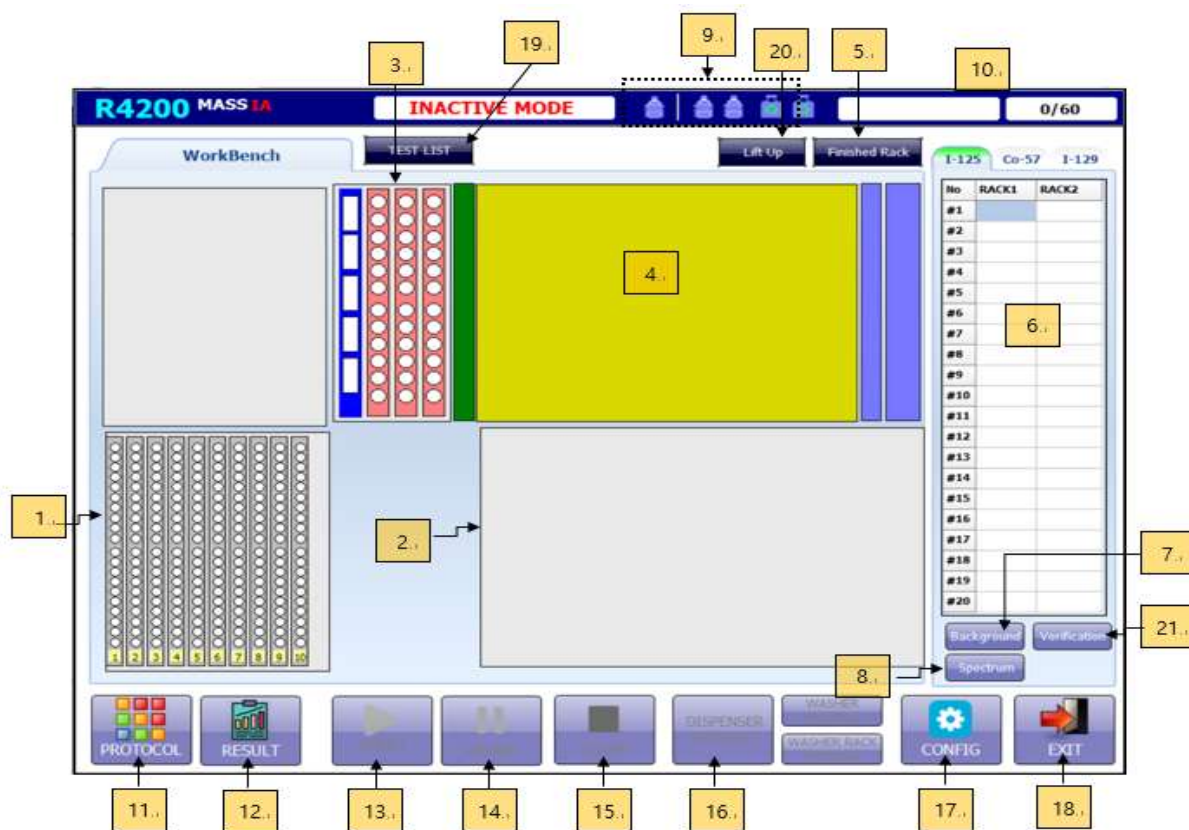 9
19
20
5
3
10
R4200 MASS IA
INACTIVE MODE
0/60
WorkBench
TEST LIST
Lift Up
Finished Rack
I-125 Co-57 I-129
No RACK1 RACK2
#1
#2
#3
#4
#5
#6
#7
#8
#9
#10
#11
#12
#13
#14
#15
#16
#17
#18
#19
#20
4
6
1
2
7
1 2 3 4 5 6 7 8 9 10
Background Verification
21
Spectrum
8
PROTOCOL
RESULT
DISPENSER
WASHER
WASHER RACK
CONFIG
EXIT
11
12
13
14
15
16
17
18